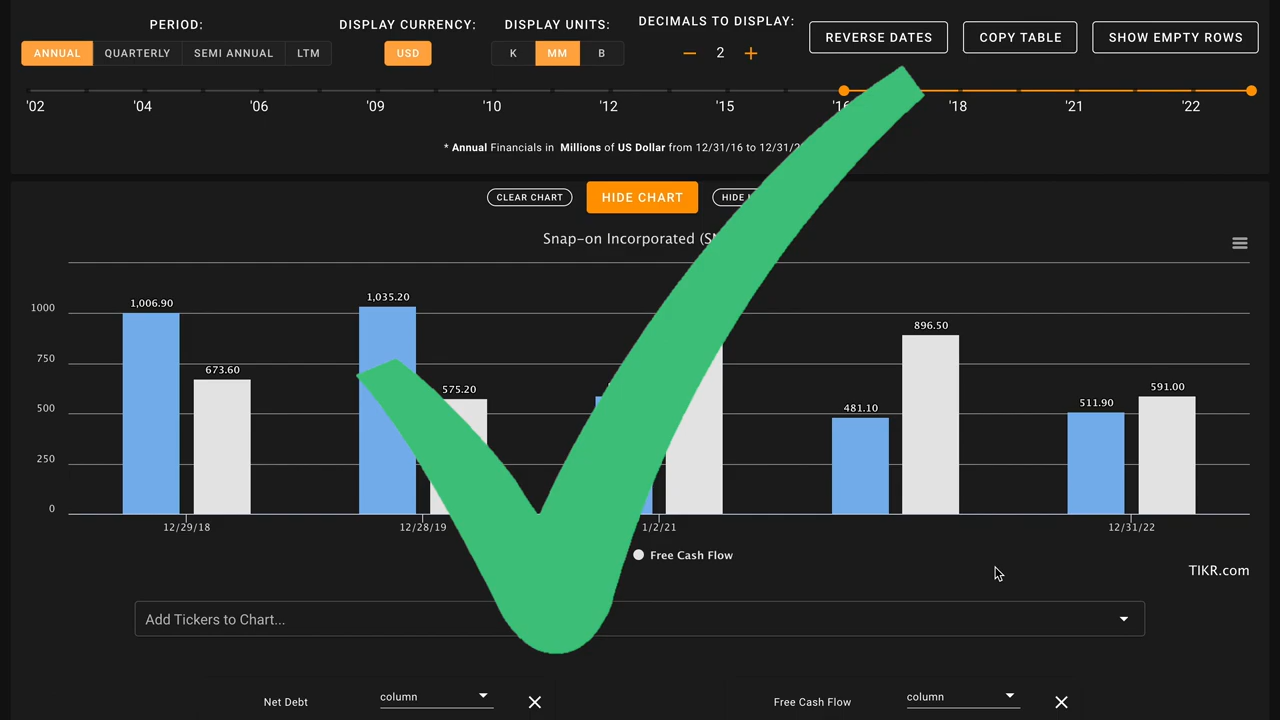 PERIOD:
DISPLAY CURRENCY:
DISPLAY UNITS:
DECIMALS TO DISPLAY:
ANNUAL
QUARTERLY
SEMI ANNUAL
LTM
USD
K
MM
B
2
REVERSE DATES
COPY TABLE
SHOW EMPTY ROWS
'02
'04
'06
'09
'10
'12
'15
'18
'21
'22
* Annual Financials in Millions of US Dollar from 12/31/16 to
CLEAR CHART
HIDE CHART
HIDE
Snap-on Incorporated
1000
750
500
250
0
1,006.90
673.60
1,035.20
575.20
481.10
896.50
511.90
591.00
12/29/18
12/28/19
1/2/21
12/31/22
Free Cash Flow
TIKR.com
Add Tickers to Chart...
Net Debt
column
Free Cash Flow
column